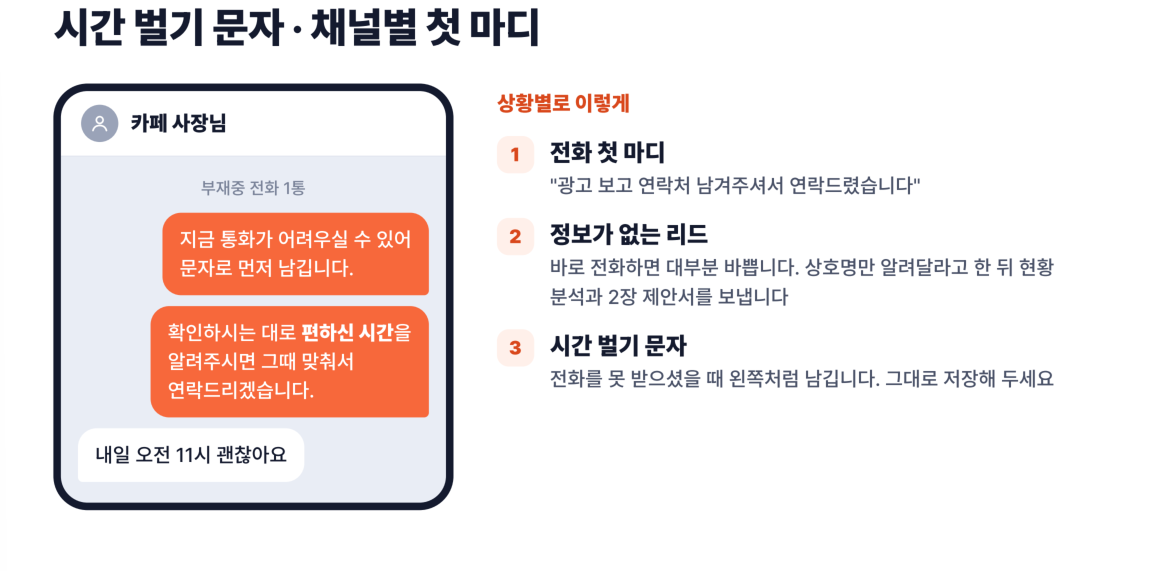 시간 벌기 문자 · 채널별 첫 마디
카페 사장님
부재중 전화 1통
지금 통화가 어려우실 수 있어
문자로 먼저 남깁니다.
확인하시는 대로 편하신 시간을
알려주시면 그때 맞춰서
연락드리겠습니다.
내일 오전 11시 괜찮아요
상황별로 이렇게
1
전화 첫 마디
"광고 보고 연락처 남겨주셔서 연락드렸습니다"
2
정보가 없는 리드
바로 전화하면 대부분 바쁩니다. 상호명만 알려달라고 한 뒤 현황
분석과 2장 제안서를 보냅니다
3
시간 벌기 문자
전화를 못 받으셨을 때 왼쪽처럼 남깁니다. 그대로 저장해 두세요